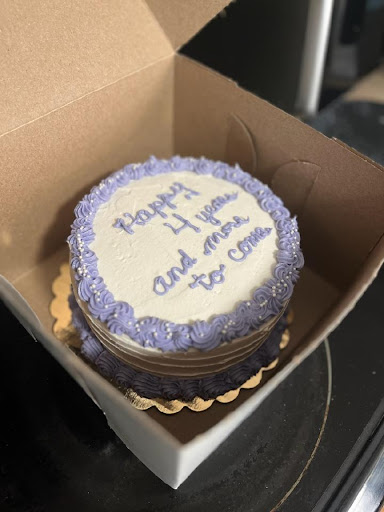 Happy
4 years
and more
to come